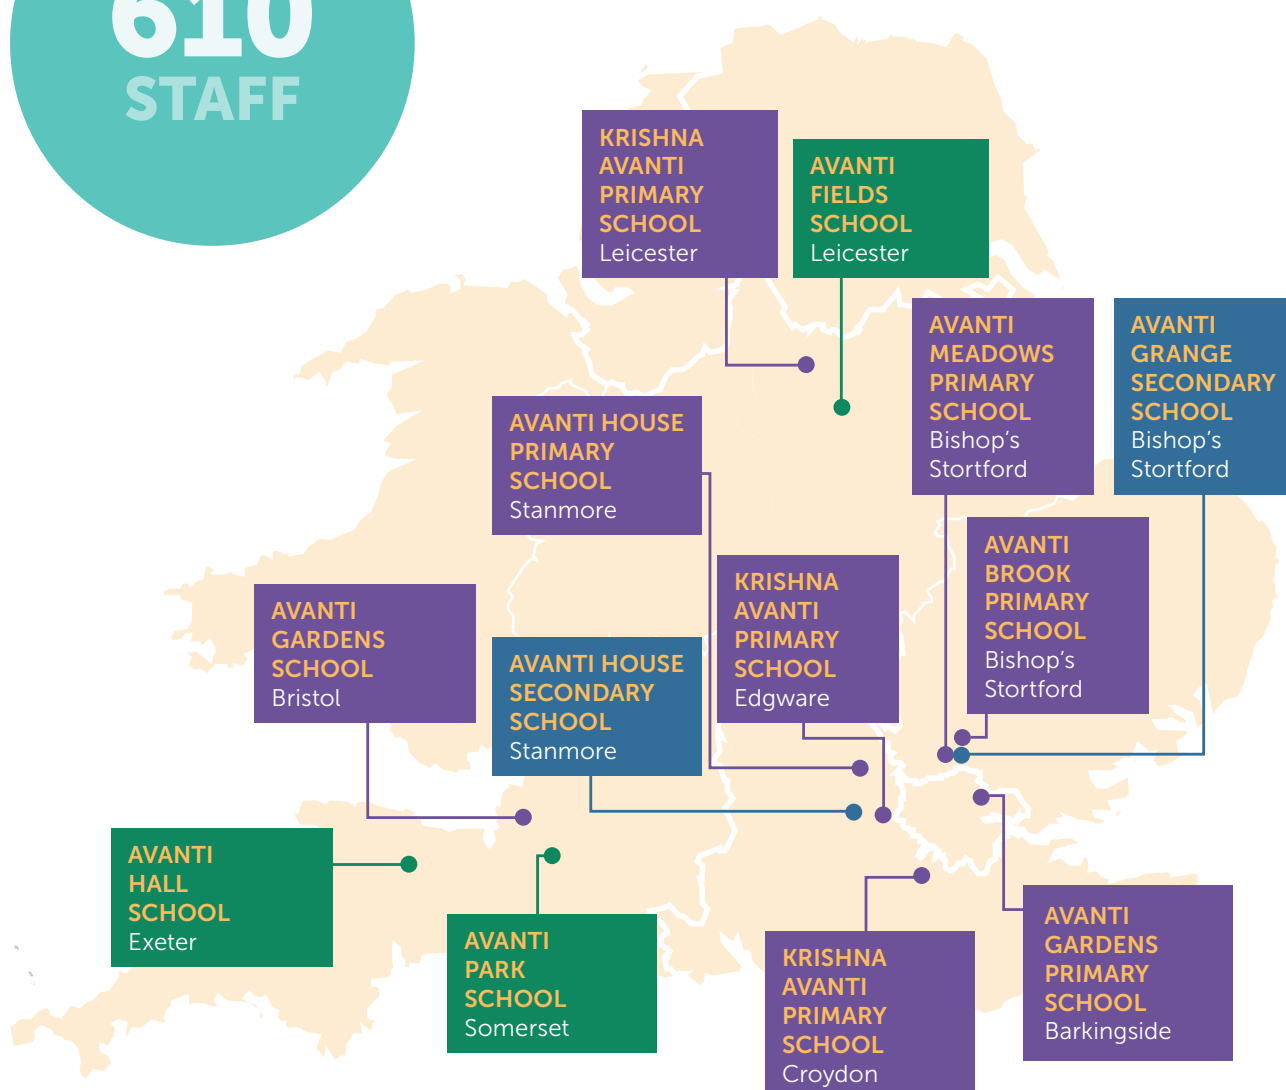 610
STAFF
KRISHNA
AVANTI
PRIMARY
SCHOOL
Leicester
AVANTI
FIELDS
SCHOOL
Leicester
AVANTI
MEADOWS
PRIMARY
SCHOOL
Bishop’s
Stortford
AVANTI
GRANGE
SECONDARY
SCHOOL
Bishop’s
Stortford
AVANTI HOUSE
PRIMARY
SCHOOL
Stanmore
AVANTI
BROOK
PRIMARY
SCHOOL
Bishop’s
Stortford
KRISHNA
AVANTI
PRIMARY
SCHOOL
Edgware
AVANTI
GARDENS
SCHOOL
Bristol
AVANTI HOUSE
SECONDARY
SCHOOL
Stanmore
AVANTI
HALL
SCHOOL
Exeter
AVANTI
PARK
SCHOOL
Somerset
KRISHNA
AVANTI
PRIMARY
SCHOOL
Croydon
AVANTI
GARDENS
PRIMARY
SCHOOL
Barkingside